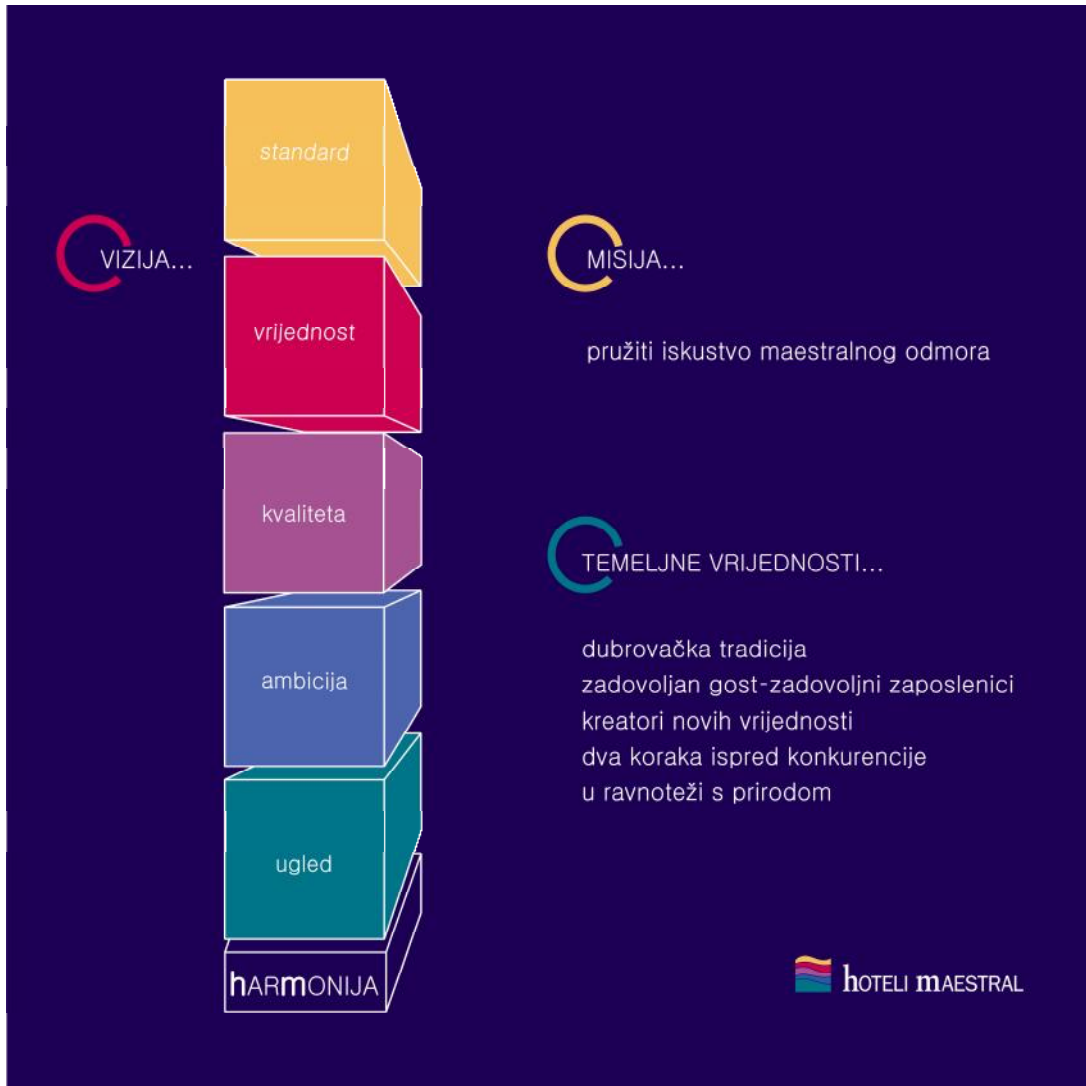 VIZIJA...
standard
vrijednost
kvaliteta
ambicija
ugled
hARmONIJA
MISIJA...
pružiti iskustvo maestralnog odmora
TEMELJNE VRIJEDNOSTI...
dubrovačka tradicija
zadovoljan gost-zadovoljni zaposlenici
kreatori novih vrijednosti
dva koraka ispred konkurencije
u ravnoteži s prirodom
hOTELI mAESTRAL